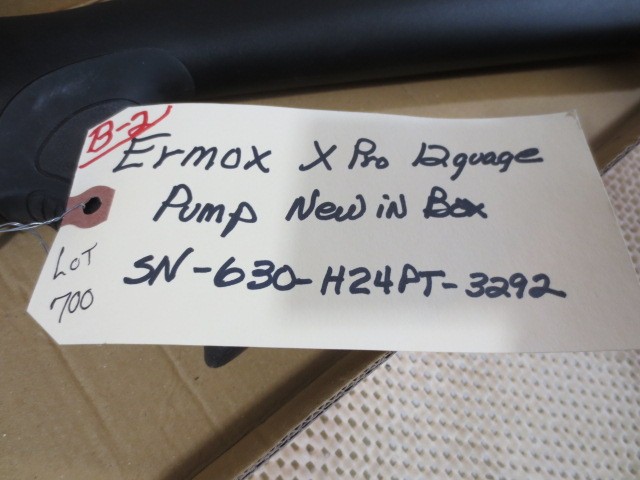 B-2
Ermox X Pro 12guage
Pump New in Box
SN-630-H24PT-3292
LOT
700